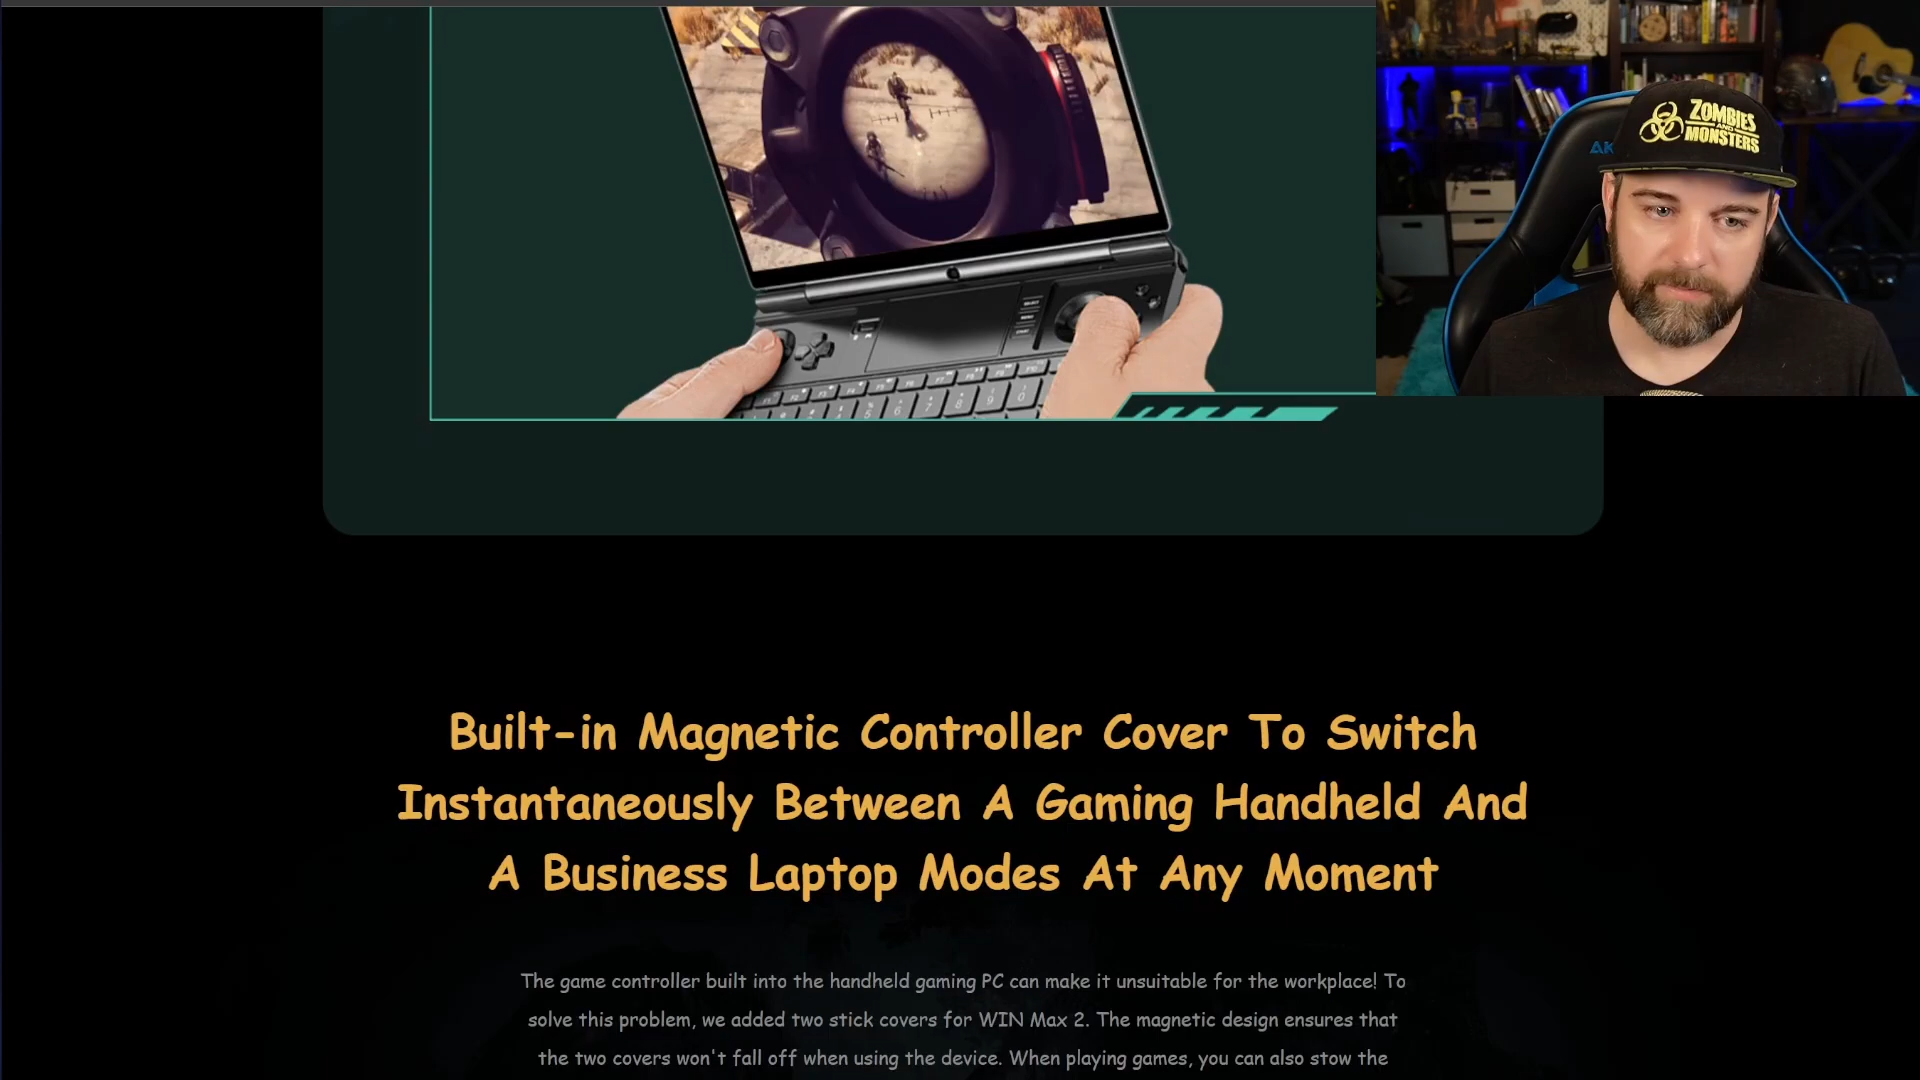 AK
ZOMBIES
AND
MONSTERS
Built-in Magnetic Controller Cover To Switch
Instantaneously Between A Gaming Handheld And
A Business Laptop Modes At Any Moment
The game controller built into the handheld gaming PC can make it unsuitable for the workplace! To
solve this problem, we added two stick covers for WIN Max 2. The magnetic design ensures that
the two covers won't fall off when using the device. When playing games, you can also stow the